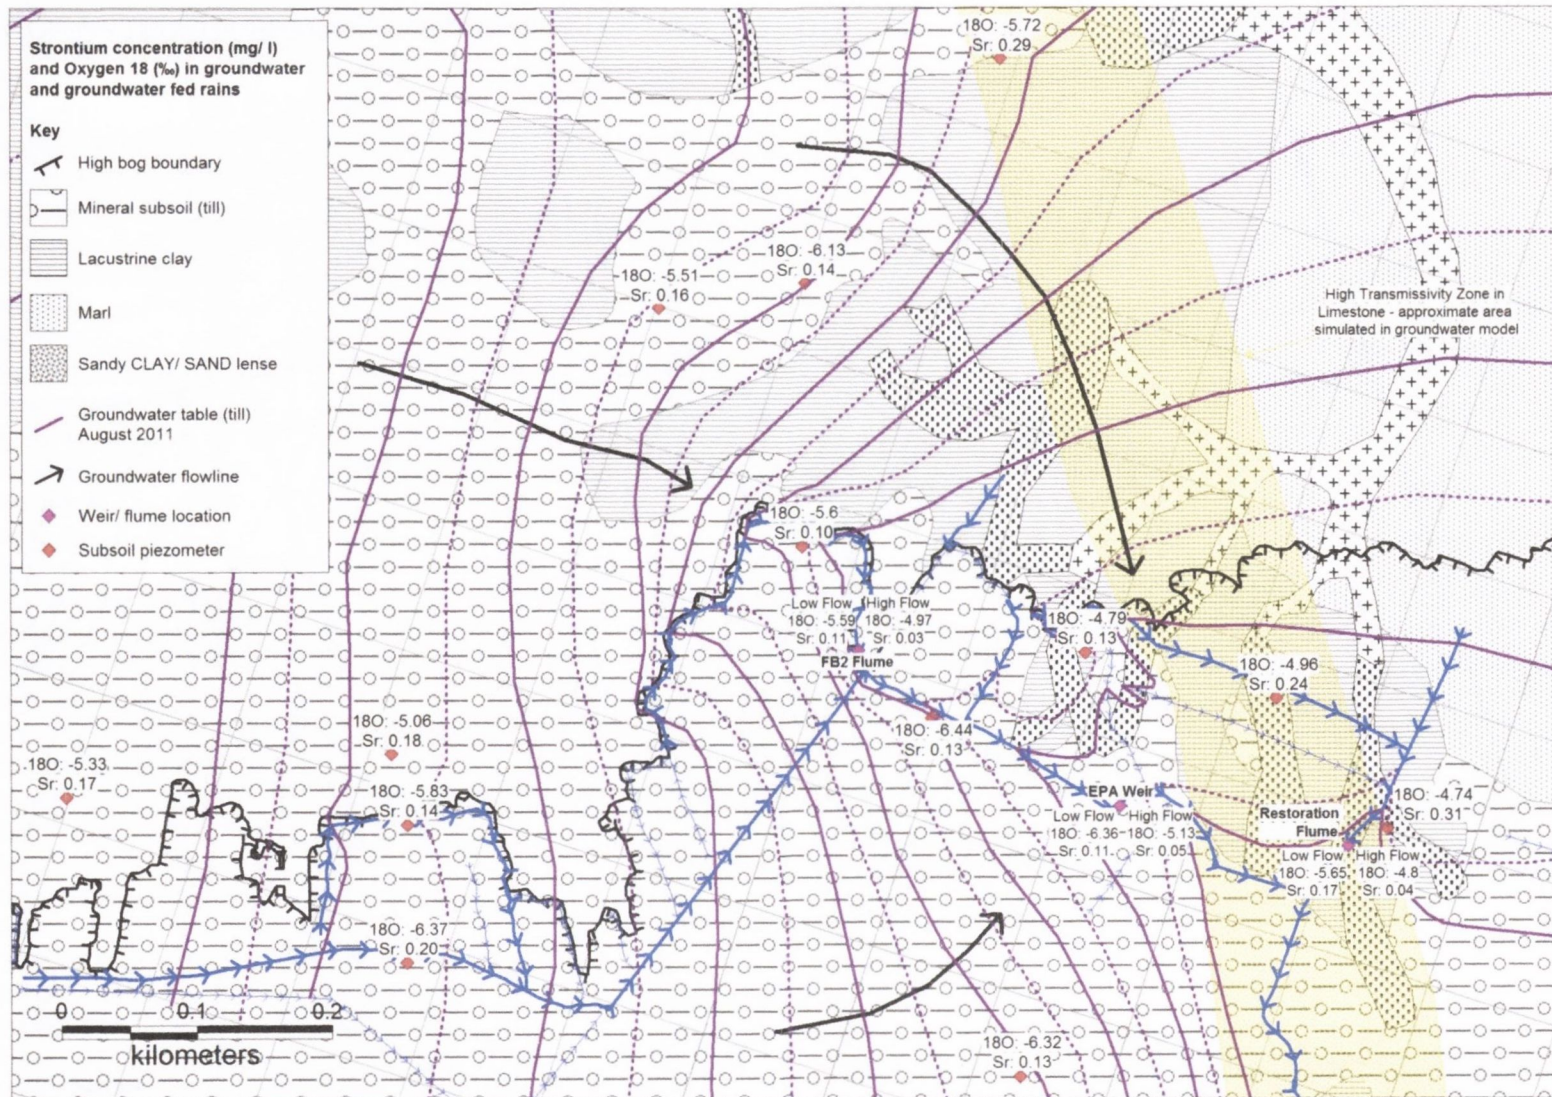 Strontium concentration (mg/ l)
and Oxygen 18 (‰) in groundwater
and groundwater fed rains
Key
High bog boundary
Mineral subsoil (till)
Lacustrine clay
Marl
Sandy CLAY/ SAND lense
Groundwater table (till)
August 2011
Groundwater flowline
Weir/ flume location
Subsoil piezometer
18O: -5.72
Sr: 0.29
18O: -6.13
Sr: 0.14
18O: -5.51
Sr: 0.16
High Transmissivity Zone in
Limestone - approximate area
simulated in groundwater model
18O: -5.6
Sr: 0.10
Low Flow
18O: -5.59
Sr: 0.11
High Flow
18O: -4.97
Sr: 0.03
FB2 Flume
18O: -4.79
Sr: 0.13
18O: -4.96
Sr: 0.24
18O: -6.44
Sr: 0.13
18O: -5.06
Sr: 0.18
18O: -5.33
Sr: 0.17
18O: -5.83
Sr: 0.14
EPA Weir
Low Flow
18O: -6.36
Sr: 0.11
High Flow
18O: -5.13
Sr: 0.05
Restoration
Flume
18O: -4.74
Sr: 0.31
Low Flow
18O: -5.65
Sr: 0.17
High Flow
18O: -4.8
Sr: 0.04
18O: -6.37
Sr: 0.20
0 0.1 0.2
kilometers
18O: -6.32
Sr: 0.13